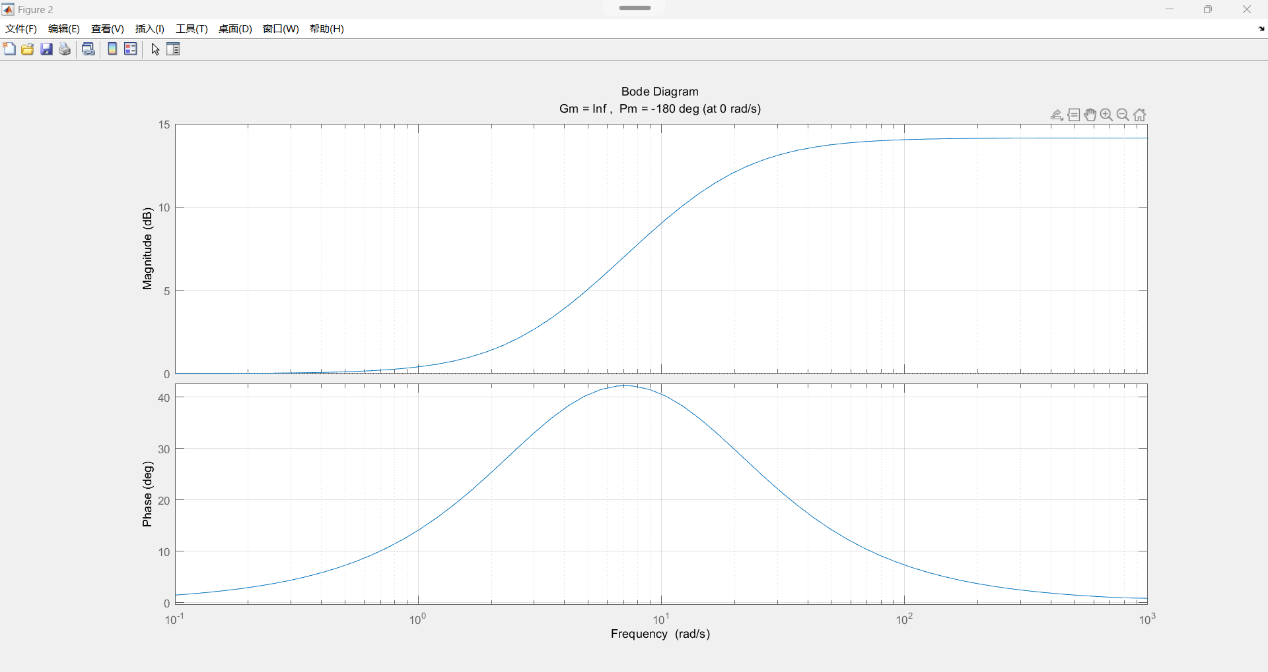 Figure 2
文件(F) 编辑(E) 查看(V) 插入(I) 工具(T) 桌面(D) 窗口(W) 帮助(H)
Bode Diagram
Gm = Inf , Pm = -180 deg (at 0 rad/s)
15
10
5
0
Magnitude (dB)
40
30
20
10
0
Phase (deg)
10^-1 10^0 10^1 10^2 10^3
Frequency (rad/s)